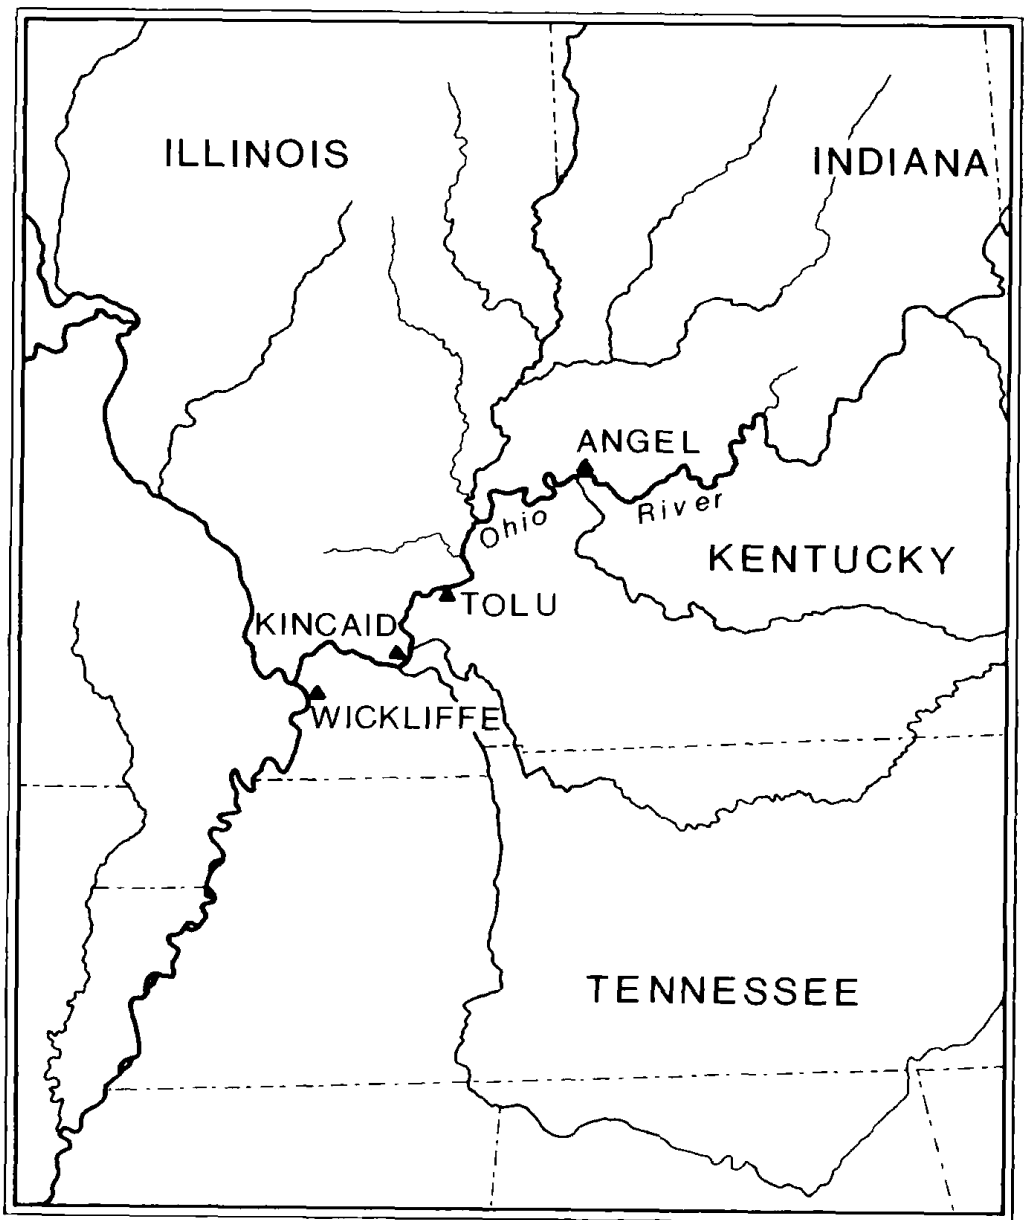 ILLINOIS
INDIANA
ANGEL
Ohio River
KENTUCKY
TOLU
KINCAID
WICKLIFFE
TENNESSEE